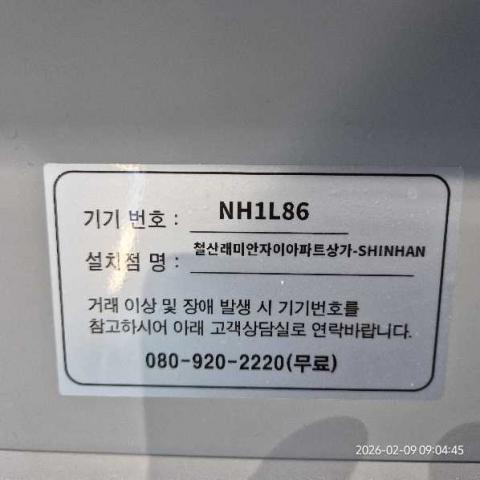 기기 번호 : NH1L86
설치점 명 : 철산래미안자이아파트상가-SHINHAN
거래 이상 및 장애 발생 시 기기번호를
참고하시어 아래 고객상담실로 연락바랍니다.
080-920-2220(무료)
2026-02-09 09:04:45